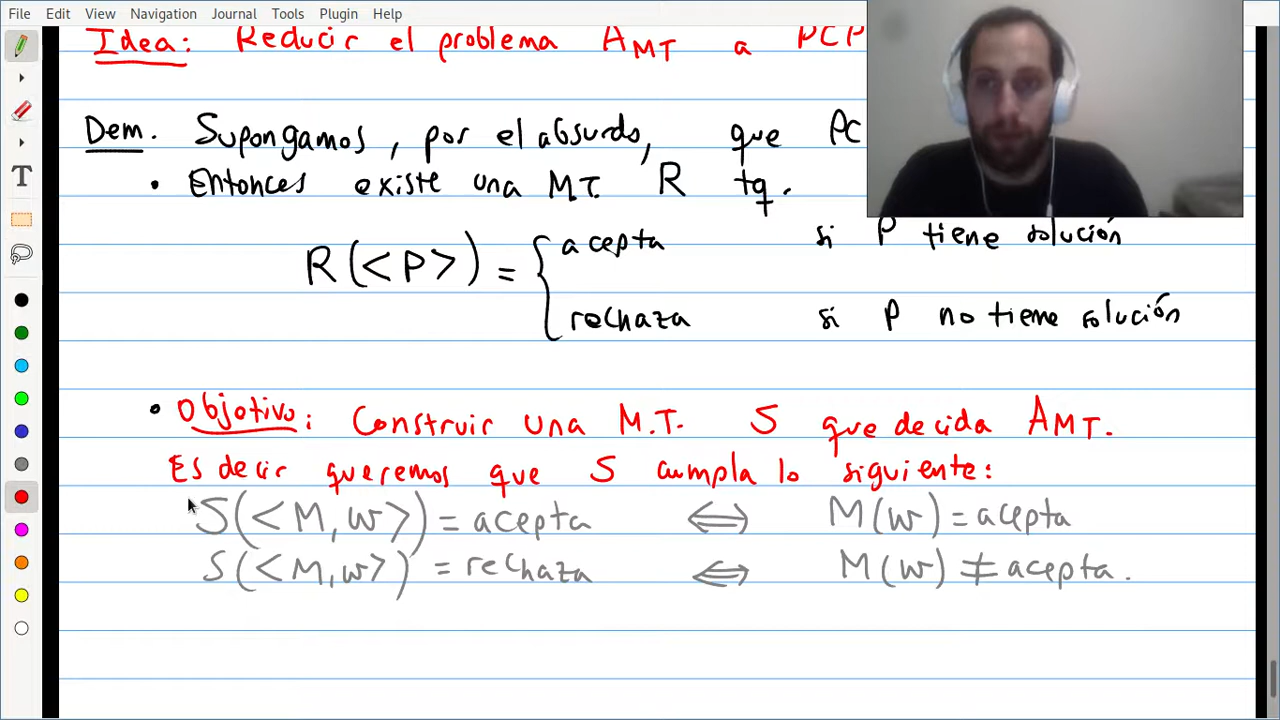 File Edit View Navigation Journal Tools Plugin Help
Idea: Reducir el problema AMT a PCP
Dem. Supongamos, por el absurdo, que PC
• Entonces existe una M.T. R tq.
R(<P>) = { acepta si P tiene solución
rechaza si P no tiene solución
• Objetivo: Construir una M.T. S que decida AMT.
Es decir queremos que S cumpla lo siguiente:
S(<M,w>) = acepta ⟺ M(w) = acepta
S(<M,w>) = rechaza ⟺ M(w) ≠ acepta.
T